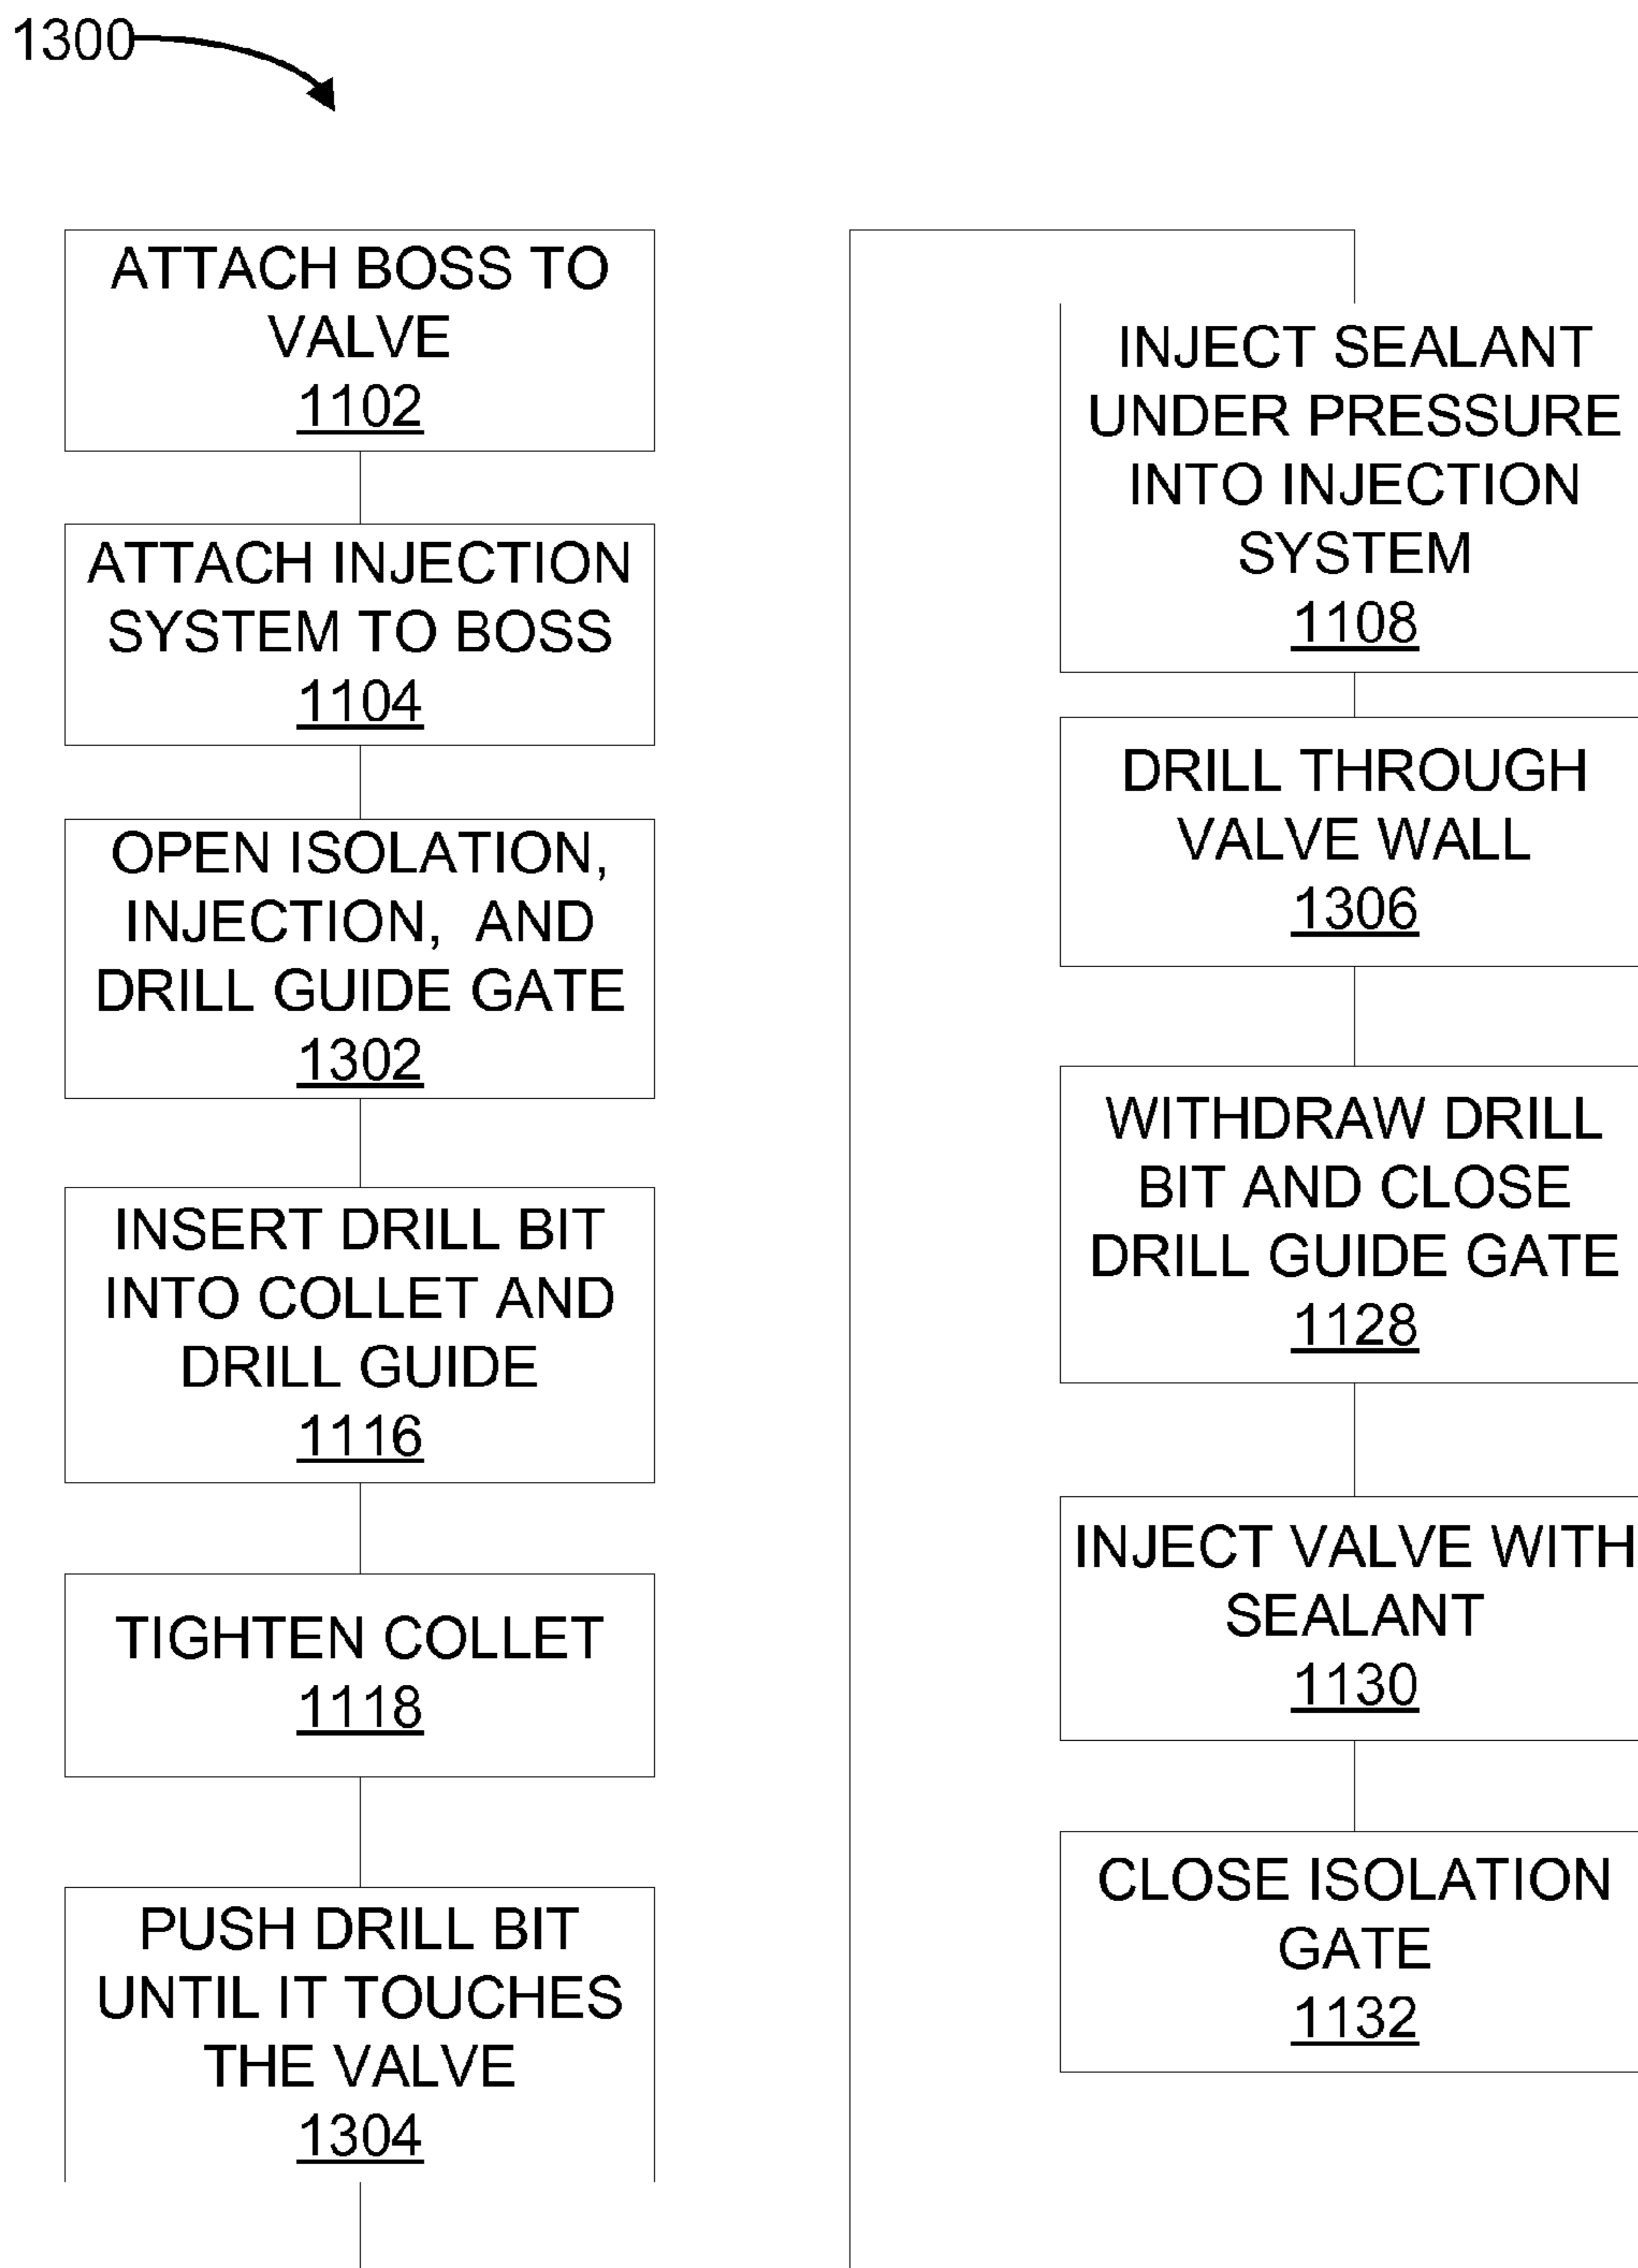 1300
ATTACH BOSS TO
VALVE
1102
ATTACH INJECTION
SYSTEM TO BOSS
1104
OPEN ISOLATION,
INJECTION, AND
DRILL GUIDE GATE
1302
INSERT DRILL BIT
INTO COLLET AND
DRILL GUIDE
1116
TIGHTEN COLLET
1118
PUSH DRILL BIT
UNTIL IT TOUCHES
THE VALVE
1304
INJECT SEALANT
UNDER PRESSURE
INTO INJECTION
SYSTEM
1108
DRILL THROUGH
VALVE WALL
1306
WITHDRAW DRILL
BIT AND CLOSE
DRILL GUIDE GATE
1128
INJECT VALVE WITH
SEALANT
1130
CLOSE ISOLATION
GATE
1132